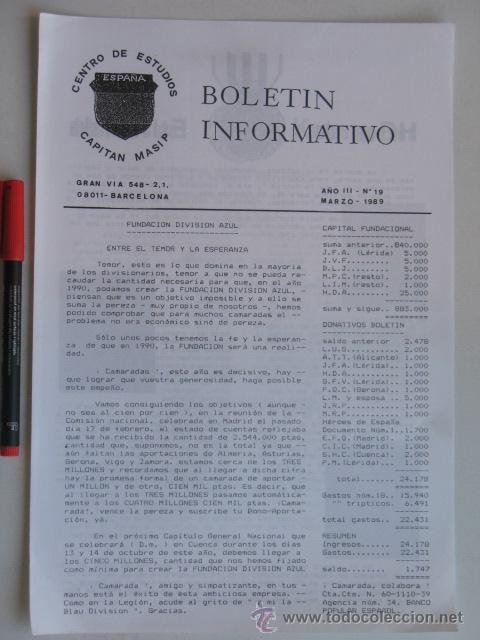 CENTRO DE ESTUDIOS
ESPAÑA
CAPITAN MASIP
BOLETIN
INFORMATIVO
GRAN VIA 548-2,1,
08011-BARCELONA
AÑO III - Nº 19
MARZO - 1989
FUNDACION DIVISION AZUL
ENTRE EL TEMOR Y LA ESPERANZA
Temor, esto es lo que domina en la mayoria
de los divisionarios, temor a que no se pueda re-
caudar la cantidad necesaria para que, en el año
1990, podamos crear la FUNDACION DIVISION AZUL,
piensan que es un objetivo imposible y a ello se
suma la pereza - muy propio de nosotros -, hemos
podido comprobar que para muchos camaradas el --
problema no ora económico sinó de pereza.
Sólo unos pocos tenemos la fe y la esperan-
za de que en 1990, la FUNDACION será una reali-
dad.
¡ Camaradas !, este año es decisivo, hay --
que lograr que vuestra generosidad, haga posible
este empeño.
Vamos consiguiendo los objetivos ( aunque -
no sea al cien por cien ), en la reunión de la --
Comisión nacional, celebrada en Madrid el pasado
dia 17 de febrero, el estado de cuentas reflejaba
que se ha recibido la cantidad de 2.544.000 ptas,
cantidad que, suponemos, no es la total ya que --
aún faltan las aportaciones de Almeria, Asturias,
Gerona, Vigo y Zamora, estamos cerca de los TRES
MILLONES y recordamos que al llegar a dicha cifra
hay la promesa formal de un camarada de aportar -
UN MILLON o de otro, CIEN MIL ptas. Es decir, que
al llegar a los TRES MILLONES pasamos automática-
mente a los CUATRO MILLONES CIEN MIL ptas. ¡Cama-
rada!, vence la pereza y suscribe tu Bono-Aporta-
ción, ya.
En el próximo Capitulo General Nacional que
se celebrará ( D.m. ) en Cuenca durante los dias
13 y 14 de octubre de este año, debemos llegar a
los CINCO MILLONES, cantidad que nos hemos fijado
como minima para crear la FUNDACION DIVISION AZUL
¡ Camarada !, amigo y simpatizante, en tus --
manos está el éxito de esta ambiciosa empresa. --
Como en la Legión, acude al grito de " A mi la --
Blau Division ". Gracias.
CAPITAL FUNDACIONAL
suma anterior..840.000
J.F.A. (Lérida) 5.000
J.V.F........ 5.000
D.L.J........ 5.000
M.F.C.(resto). 2.000
L.I.M.(resto). 1.000
H.D.A........ 25.000
suma y sigue.. 883.000
DONATIVOS BOLETIN
saldo anterior 2.478
L.U.G........ 2.000
A.T.T.(Alicante) 1.000
J.F.A.(Lérida) 1.000
H.D.A........ 1.000
G.F.V.(Lérida) 1.000
F.D.C.(Gerona).. 1.000
L.M. y esposa.. 5.000
J.A.P........ 1.000
M.R.P........ 1.000
Héroes de España
Documento Núm.1..1.700
E.F.O.(Madrid) 2.000
C.I.C.(Madrid) 1.000
S.H.C.(Cuenca) 2.000
F.M.(Lérida)... 1.000
total....... 24.178
Gastos núm.18.. 15.940
"" tripticos.. 6.491
total gastos.. 22.431
RESUMEN
Ingresos..... 24.178
Gastos....... 22.431
saldo....... 1.747
¡ Camarada, colabora !
Cta.Cte. N. 60-1110-39
Agencia núm. 34. BANCO
POPULAR ESPAÑOL.
todocoleccion.net